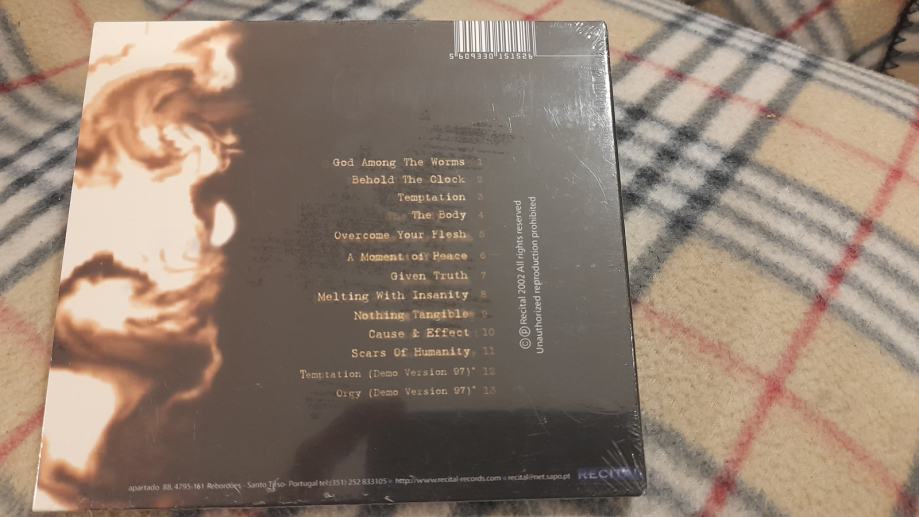 5 609330 151526
God Among The Worms 1
Behold The Clock 2
Temptation 3
The Body 4
Overcome Your Flesh 5
A Moment of Peace 6
Given Truth 7
Melting With Insanity 8
Nothing Tangible 9
Cause & Effect 10
Scars Of Humanity 11
Temptation (Demo Version 97)* 12
Orgy (Demo Version 97)* 13
©℗ Recital 2002 All rights reserved
Unauthorized reproduction prohibited
apartado 88, 4795-161 Rebordões - Santo Tirso- Portugal tel:(351) 252 833105 - http://www.recital-records.com - recital@net.sapo.pt
RECITAL